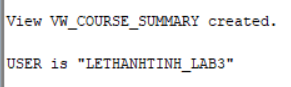 View VW_COURSE_SUMMARY created.
USER is "LETHANHTINH_LAB3"